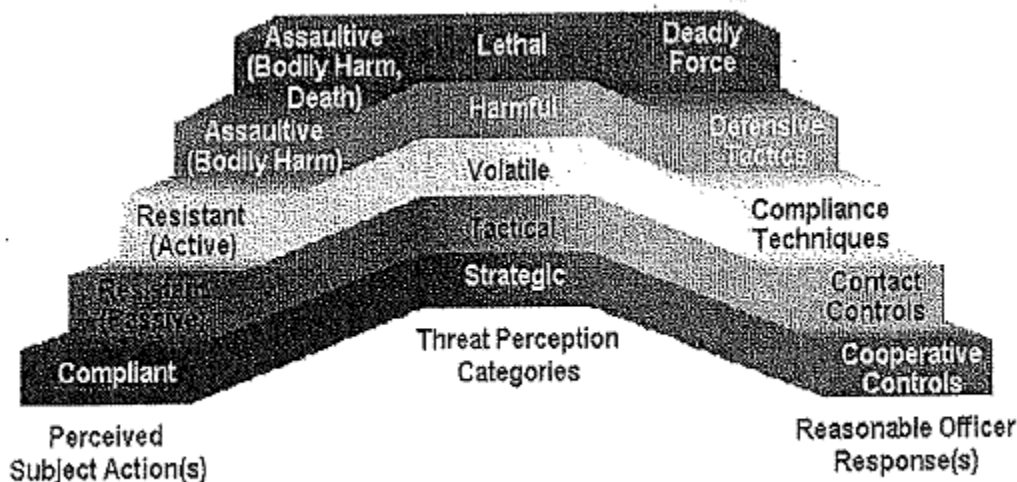 Assaultive
(Bodily Harm,
Death)
Lethal
Deadly
Force
Assaultive
(Bodily Harm)
Harmful
Defensive
Tactics
Resistant
(Active)
Volatile
Compliance
Techniques
Resistant
(Passive)
Tactical
Contact
Controls
Compliant
Strategic
Cooperative
Controls
Perceived
Subject Action(s)
Threat Perception
Categories
Reasonable Officer
Response(s)